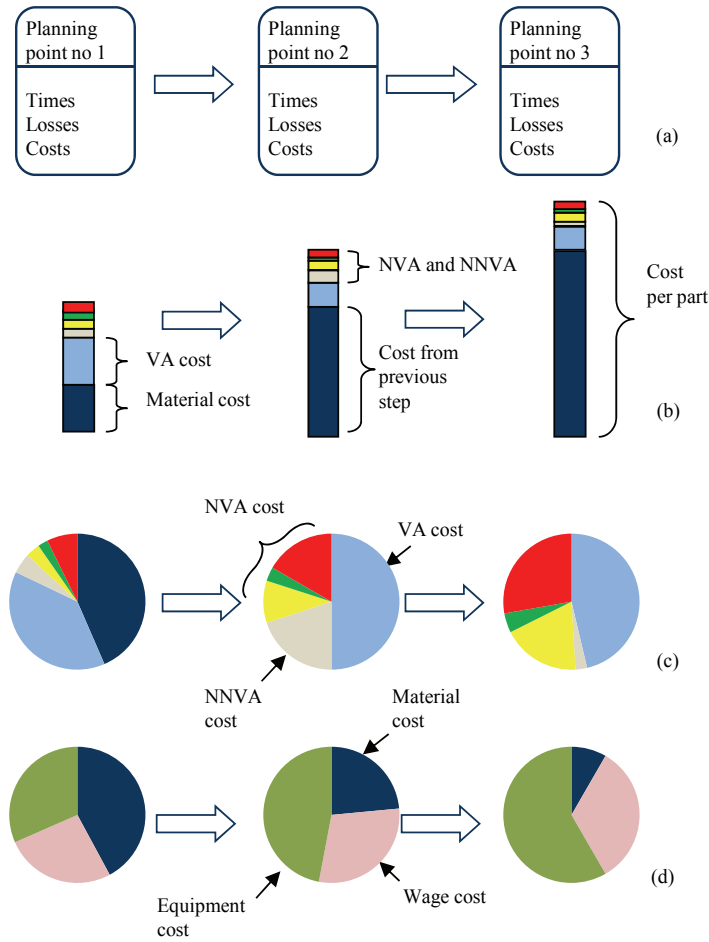 Planning
point no 1
Times
Losses
Costs
Planning
point no 2
Times
Losses
Costs
Planning
point no 3
Times
Losses
Costs
(a)
VA cost
Material cost
NVA and NNVA
Cost from
previous
step
Cost
per part
(b)
NVA cost
VA cost
NNVA
cost
(c)
Material
cost
Equipment
cost
Wage cost
(d)